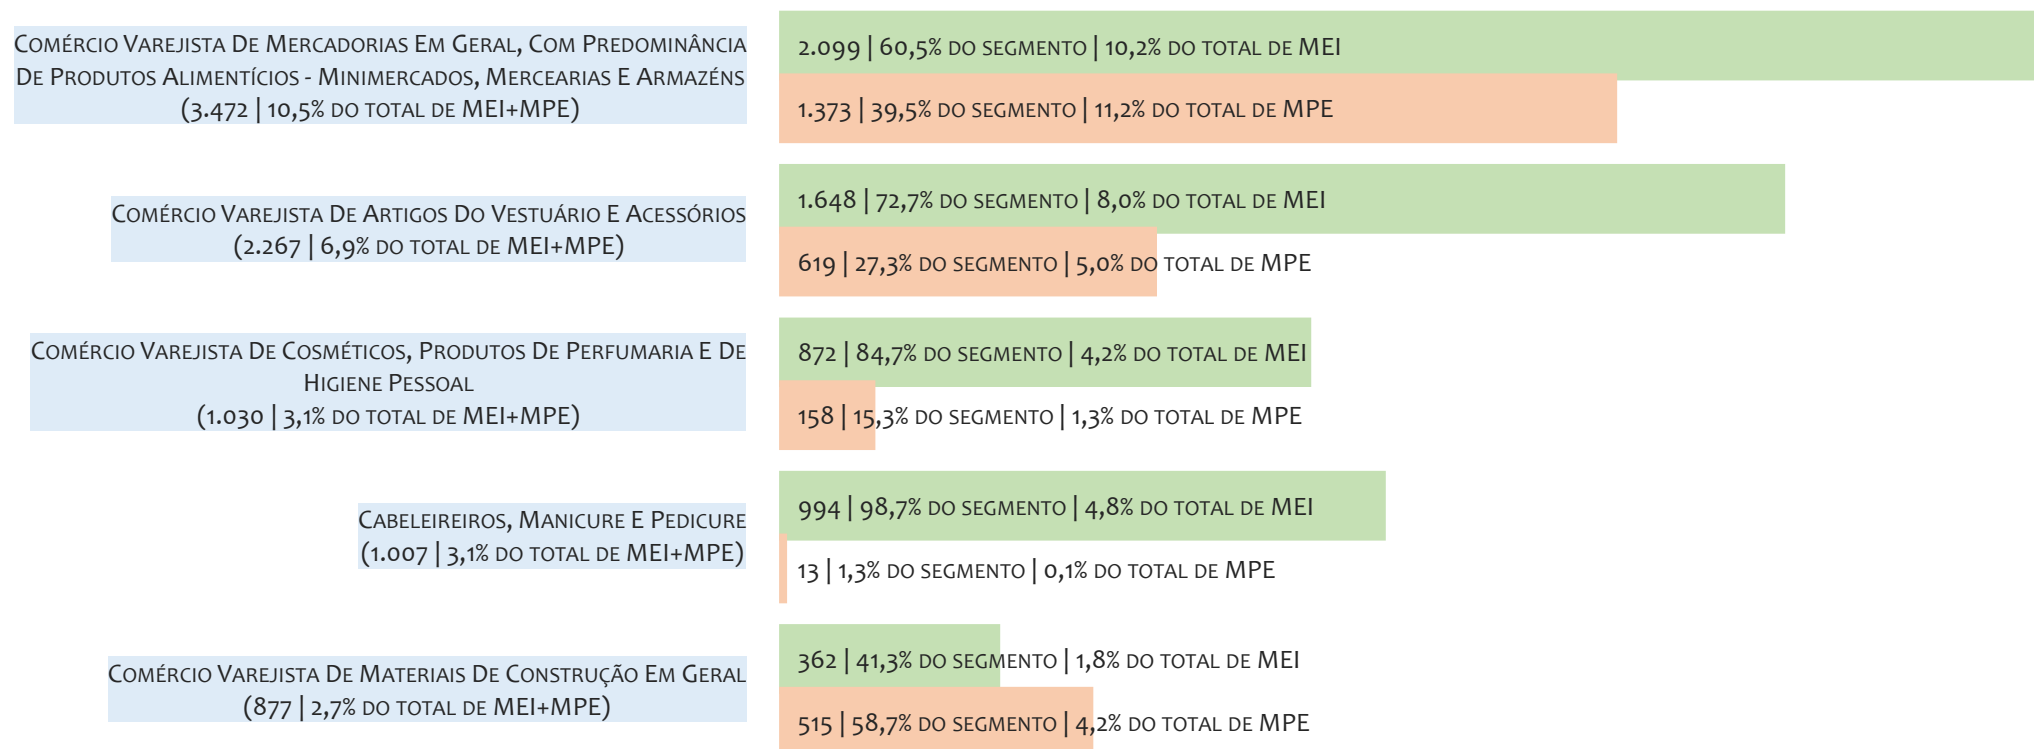 Comércio Varejista De Mercadorias Em Geral, Com Predominância
De Produtos Alimentícios - Minimercados, Mercearias E Armazéns
(3.472 | 10,5% do total de MEI+MPE)
2.099 | 60,5% do segmento | 10,2% do total de MEI
1.373 | 39,5% do segmento | 11,2% do total de MPE
Comércio Varejista De Artigos Do Vestuário E Acessórios
(2.267 | 6,9% do total de MEI+MPE)
1.648 | 72,7% do segmento | 8,0% do total de MEI
619 | 27,3% do segmento | 5,0% do total de MPE
Comércio Varejista De Cosméticos, Produtos De Perfumaria E De
Higiene Pessoal
(1.030 | 3,1% do total de MEI+MPE)
872 | 84,7% do segmento | 4,2% do total de MEI
158 | 15,3% do segmento | 1,3% do total de MPE
Cabeleireiros, Manicure E Pedicure
(1.007 | 3,1% do total de MEI+MPE)
994 | 98,7% do segmento | 4,8% do total de MEI
13 | 1,3% do segmento | 0,1% do total de MPE
Comércio Varejista De Materiais De Construção Em Geral
(877 | 2,7% do total de MEI+MPE)
362 | 41,3% do segmento | 1,8% do total de MEI
515 | 58,7% do segmento | 4,2% do total de MPE